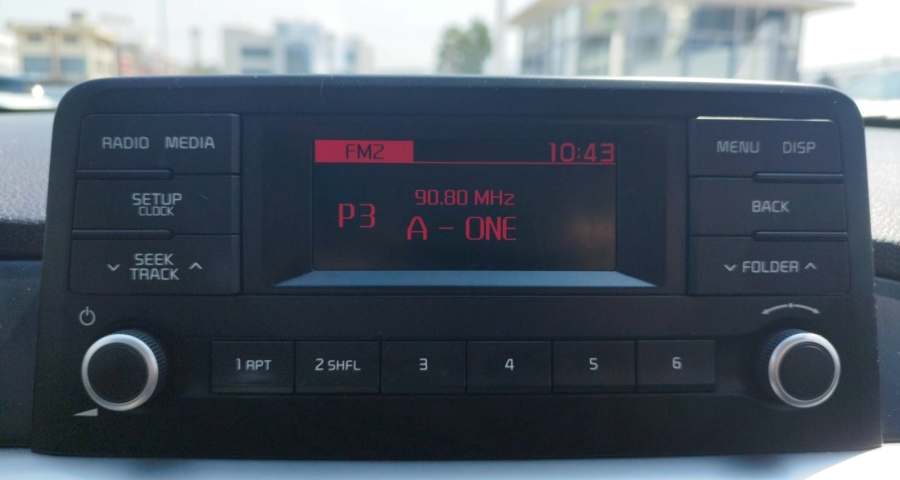 RADIO MEDIA
SETUP
CLOCK
SEEK
TRACK
FM2 10:43
90.80 MHz
P3
A - ONE
MENU DISP
BACK
FOLDER
1 RPT 2 SHFL 3 4 5 6